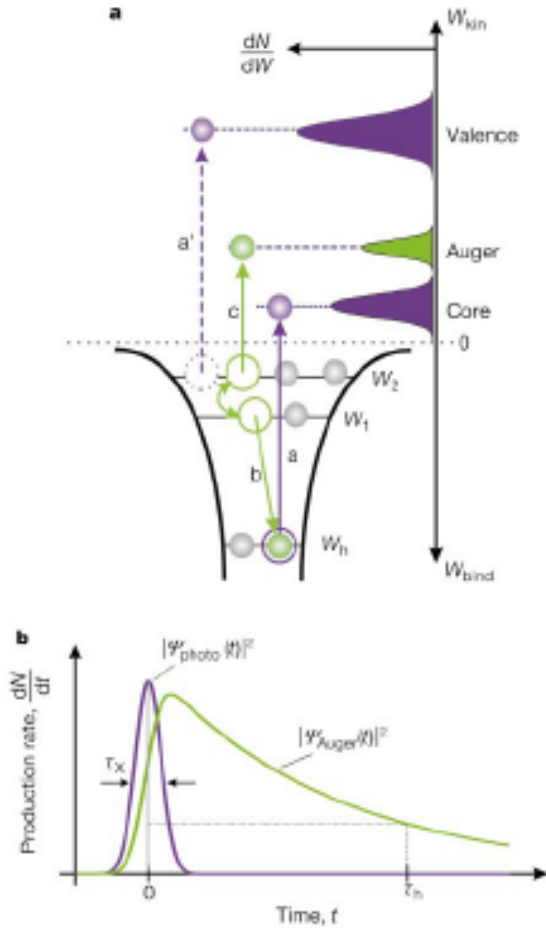 a
W_kin
dN
dW
Valence
a'
Auger
c
Core
0
W_2
W_1
b
a
W_h
W_bind
b
|Ψ_photo(t)|^2
Production rate, dN
dt
|Ψ_Auger(t)|^2
τ_X
0
τ_h
Time, t